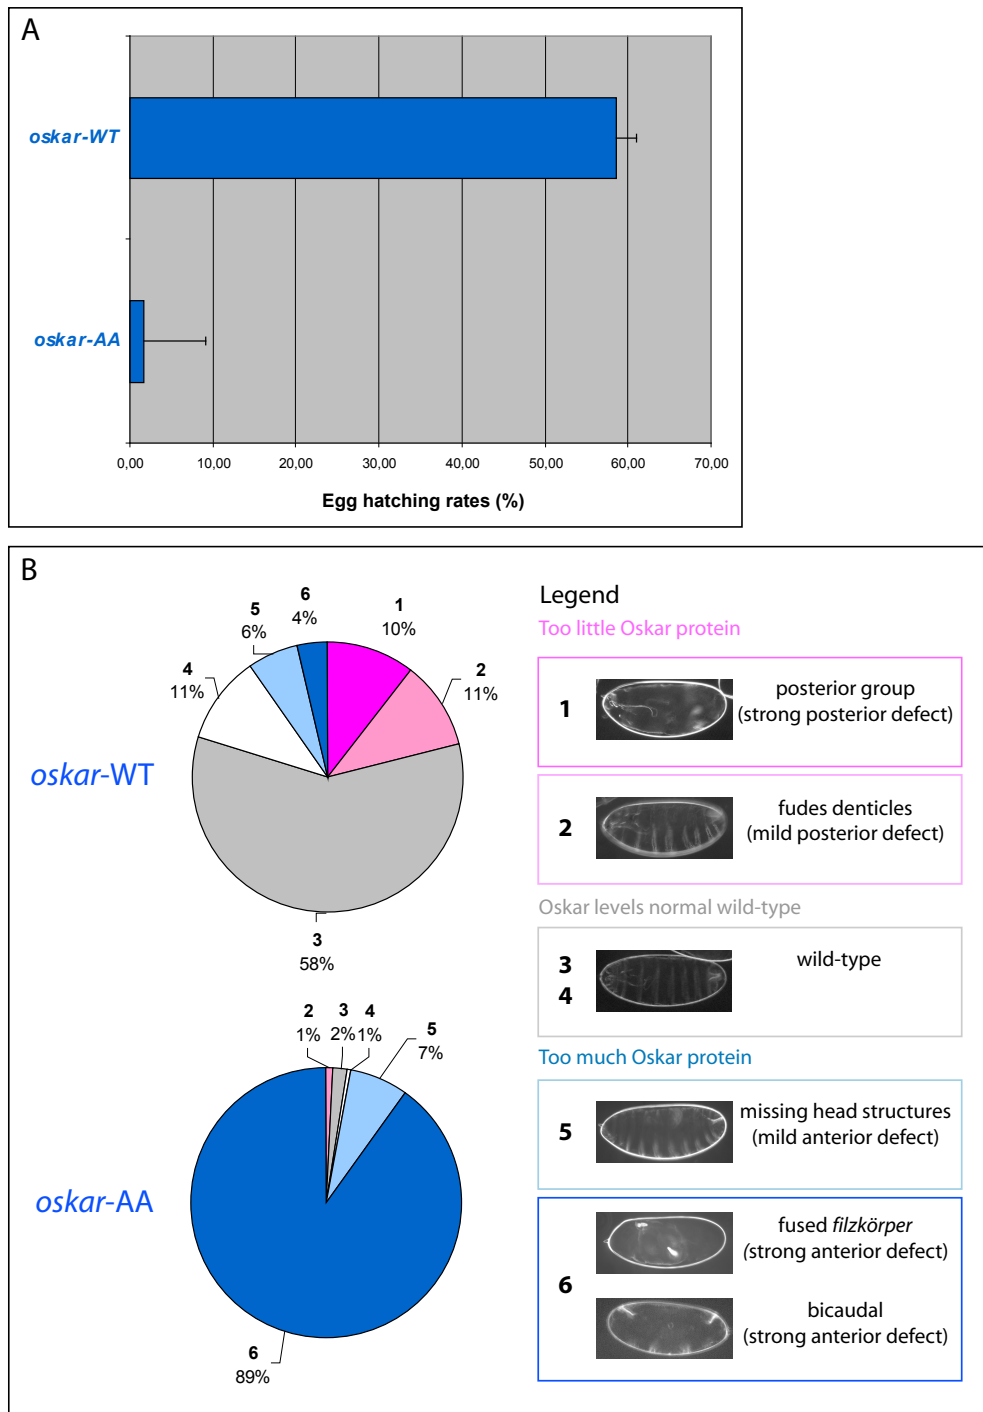 A
oskar-WT
oskar-AA
0,00 10,00 20,00 30,00 40,00 50,00 60,00 70,00
Egg hatching rates (%)
B
oskar-WT
1
10%
2
11%
3
58%
4
11%
5
6%
6
4%
oskar-AA
2
1%
3
2%
4
1%
5
7%
6
89%
Legend
Too little Oskar protein
1
posterior group
(strong posterior defect)
2
fudes denticles
(mild posterior defect)
Oskar levels normal wild-type
3
4
wild-type
Too much Oskar protein
5
missing head structures
(mild anterior defect)
6
fused filzkörper
(strong anterior defect)
bicaudal
(strong anterior defect)